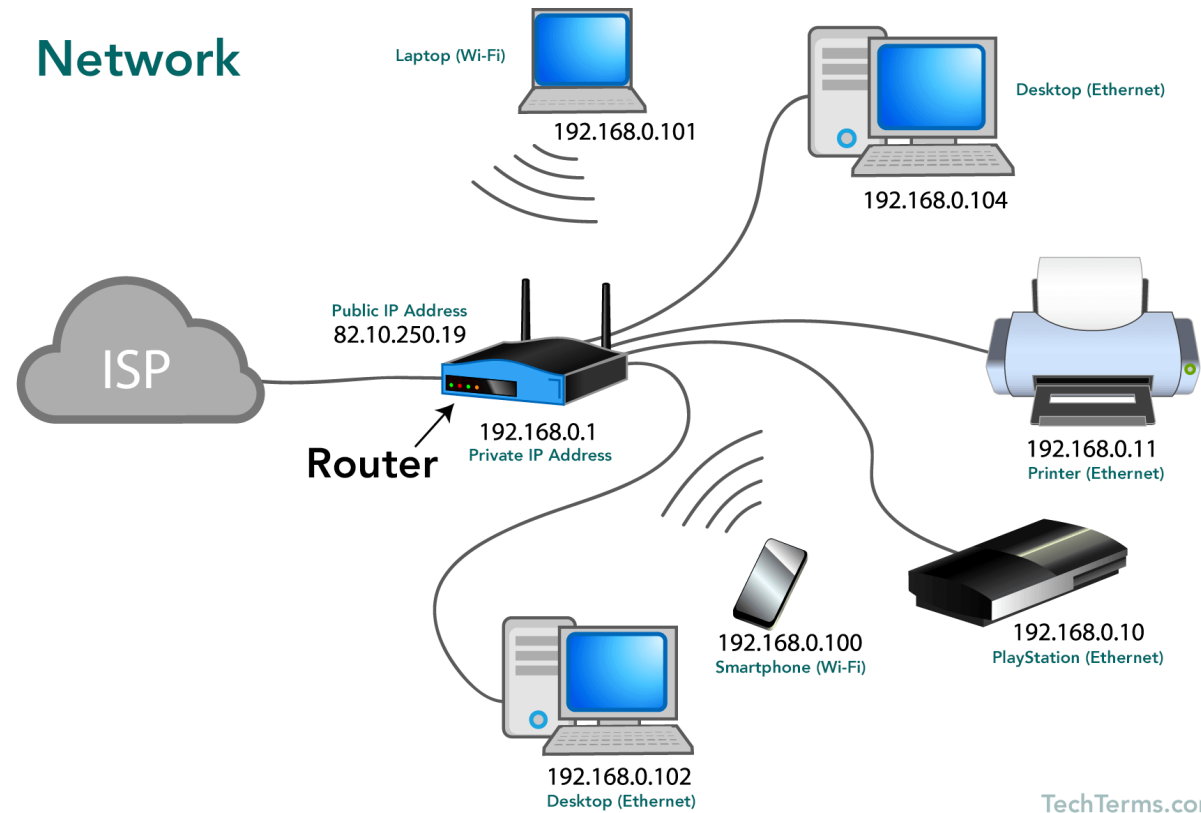 Network
Laptop (Wi-Fi)
192.168.0.101
Desktop (Ethernet)
192.168.0.104
Public IP Address
82.10.250.19
ISP
Router
192.168.0.1
Private IP Address
192.168.0.11
Printer (Ethernet)
192.168.0.100
Smartphone (Wi-Fi)
192.168.0.10
PlayStation (Ethernet)
192.168.0.102
Desktop (Ethernet)
TechTerms.com